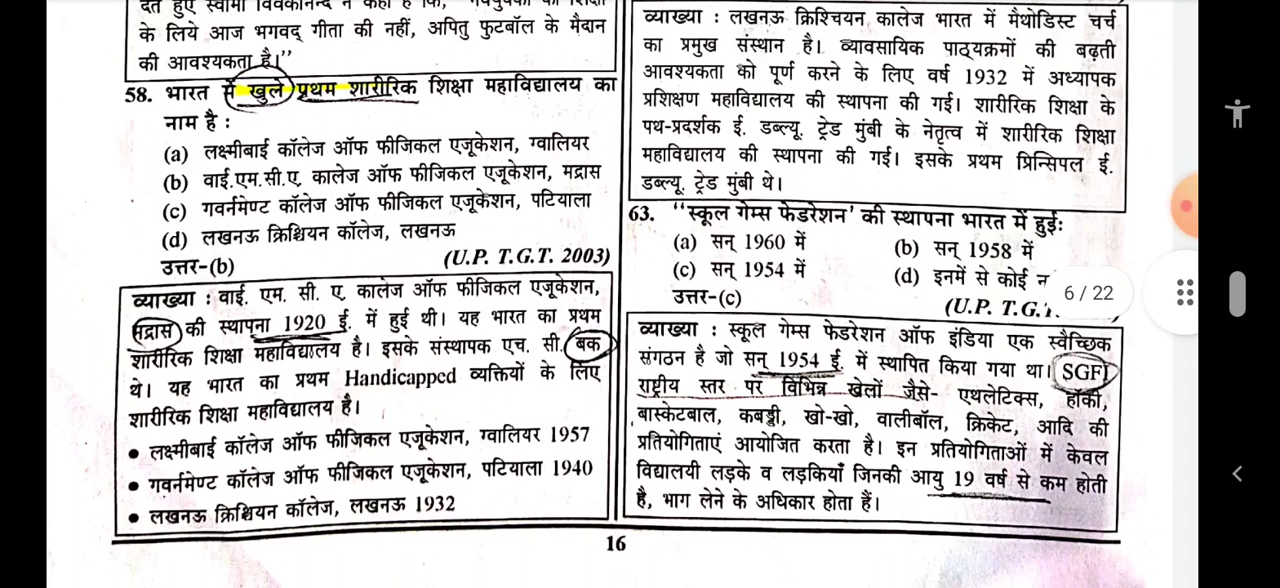 के लिये आज भगवद् गीता की नहीं, अपितु फुटबॉल के मैदान
की आवश्यकता है।”
58. भारत में खुले प्रथम शारीरिक शिक्षा महाविद्यालय का
नाम है :
(a) लक्ष्मीबाई कॉलेज ऑफ फीजिकल एजूकेशन, ग्वालियर
(b) वाई.एम.सी.ए. कालेज ऑफ फीजिकल एजूकेशन, मद्रास
(c) गवर्नमेण्ट कॉलेज ऑफ फीजिकल एजूकेशन, पटियाला
(d) लखनऊ क्रिश्चियन कॉलेज, लखनऊ
उत्तर–(b) (U.P. T.G.T. 2003)
व्याख्या : वाई. एम. सी. ए. कालेज ऑफ फीजिकल एजूकेशन,
मद्रास की स्थापना 1920 ई. में हुई थी। यह भारत का प्रथम
शारीरिक शिक्षा महाविद्यालय है। इसके संस्थापक एच. सी. बक
थे। यह भारत का प्रथम Handicapped व्यक्तियों के लिए
शारीरिक शिक्षा महाविद्यालय है।
• लक्ष्मीबाई कॉलेज ऑफ फीजिकल एजूकेशन, ग्वालियर 1957
• गवर्नमेण्ट कॉलेज ऑफ फीजिकल एजूकेशन, पटियाला 1940
• लखनऊ क्रिश्चियन कॉलेज, लखनऊ 1932
व्याख्या : लखनऊ क्रिश्चियन कालेज भारत में मैथोडिस्ट चर्च
का प्रमुख संस्थान है। व्यावसायिक पाठ्यक्रमों की बढ़ती
आवश्यकता को पूर्ण करने के लिए वर्ष 1932 में अध्यापक
प्रशिक्षण महाविद्यालय की स्थापना की गई। शारीरिक शिक्षा के
पथ-प्रदर्शक ई. डब्ल्यू. ट्रेड मुंबी के नेतृत्व में शारीरिक शिक्षा
महाविद्यालय की स्थापना की गई। इसके प्रथम प्रिन्सिपल ई.
डब्ल्यू. ट्रेड मुंबी थे।
63. “स्कूल गेम्स फेडरेशन’ की स्थापना भारत में हुई:
(a) सन् 1960 में (b) सन् 1958 में
(c) सन् 1954 में (d) इनमें से कोई
6 / 22
उत्तर–(c) (U.P. T.G.
व्याख्या : स्कूल गेम्स फेडरेशन ऑफ इंडिया एक स्वैच्छिक
संगठन है जो सन् 1954 ई. में स्थापित किया गया था। SGFI
राष्ट्रीय स्तर पर विभिन्न खेलों जैसे- एथलेटिक्स, हॉकी,
बास्केटबाल, कबड्डी, खो-खो, वालीबॉल, क्रिकेट, आदि की
प्रतियोगिताएं आयोजित करता है। इन प्रतियोगिताओं में केवल
विद्यालयी लड़के व लड़कियाँ जिनकी आयु 19 वर्ष से कम होती
है, भाग लेने के अधिकार होता हैं।
16